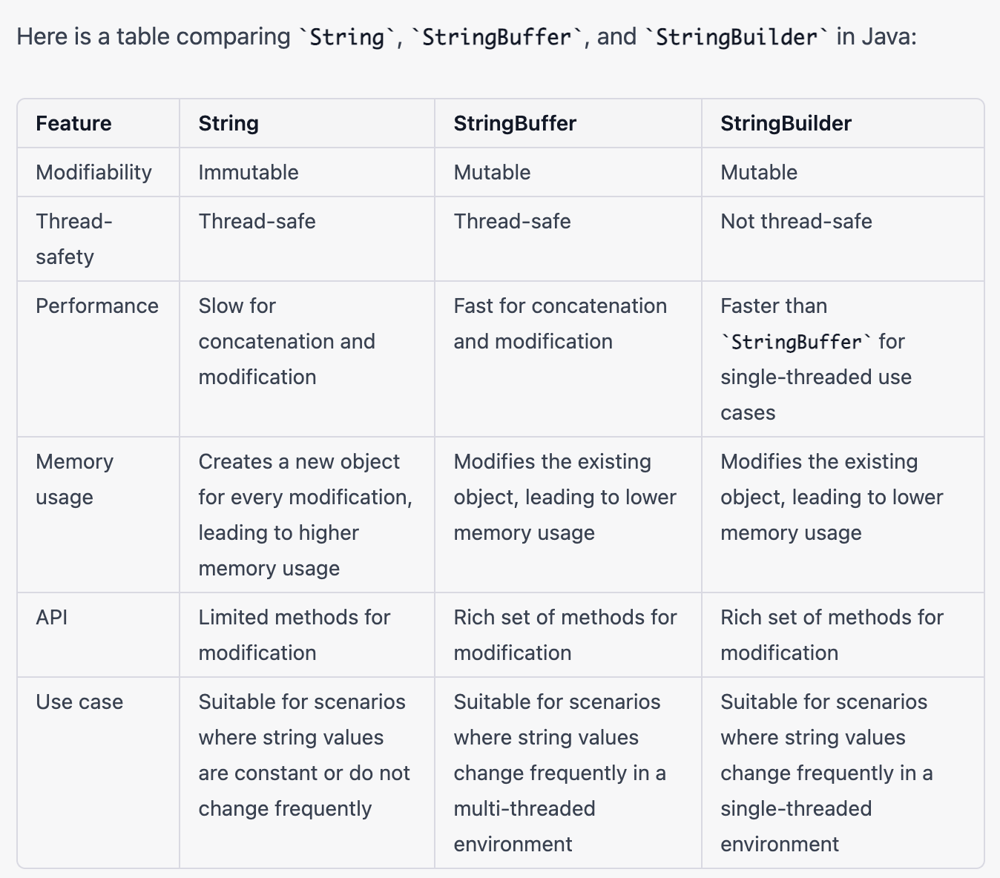 Here is a table comparing `String`, `StringBuffer`, and `StringBuilder` in Java:
Feature
String
StringBuffer
StringBuilder
Modifiability
Immutable
Mutable
Mutable
Thread-
safety
Thread-safe
Thread-safe
Not thread-safe
Performance
Slow for
concatenation and
modification
Fast for concatenation
and modification
Faster than
`StringBuffer` for
single-threaded use
cases
Memory
usage
Creates a new object
for every modification,
leading to higher
memory usage
Modifies the existing
object, leading to lower
memory usage
Modifies the existing
object, leading to lower
memory usage
API
Limited methods for
modification
Rich set of methods for
modification
Rich set of methods for
modification
Use case
Suitable for scenarios
where string values
are constant or do not
change frequently
Suitable for scenarios
where string values
change frequently in a
multi-threaded
environment
Suitable for scenarios
where string values
change frequently in a
single-threaded
environment